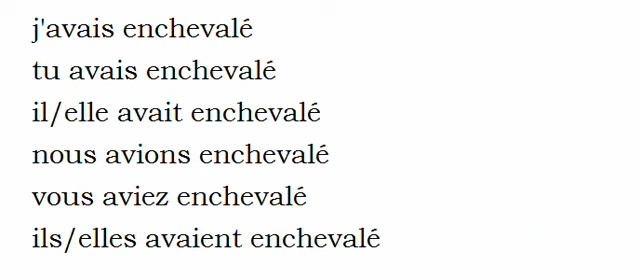 j'avais enchevalé
tu avais enchevalé
il/elle avait enchevalé
nous avions enchevalé
vous aviez enchevalé
ils/elles avaient enchevalé